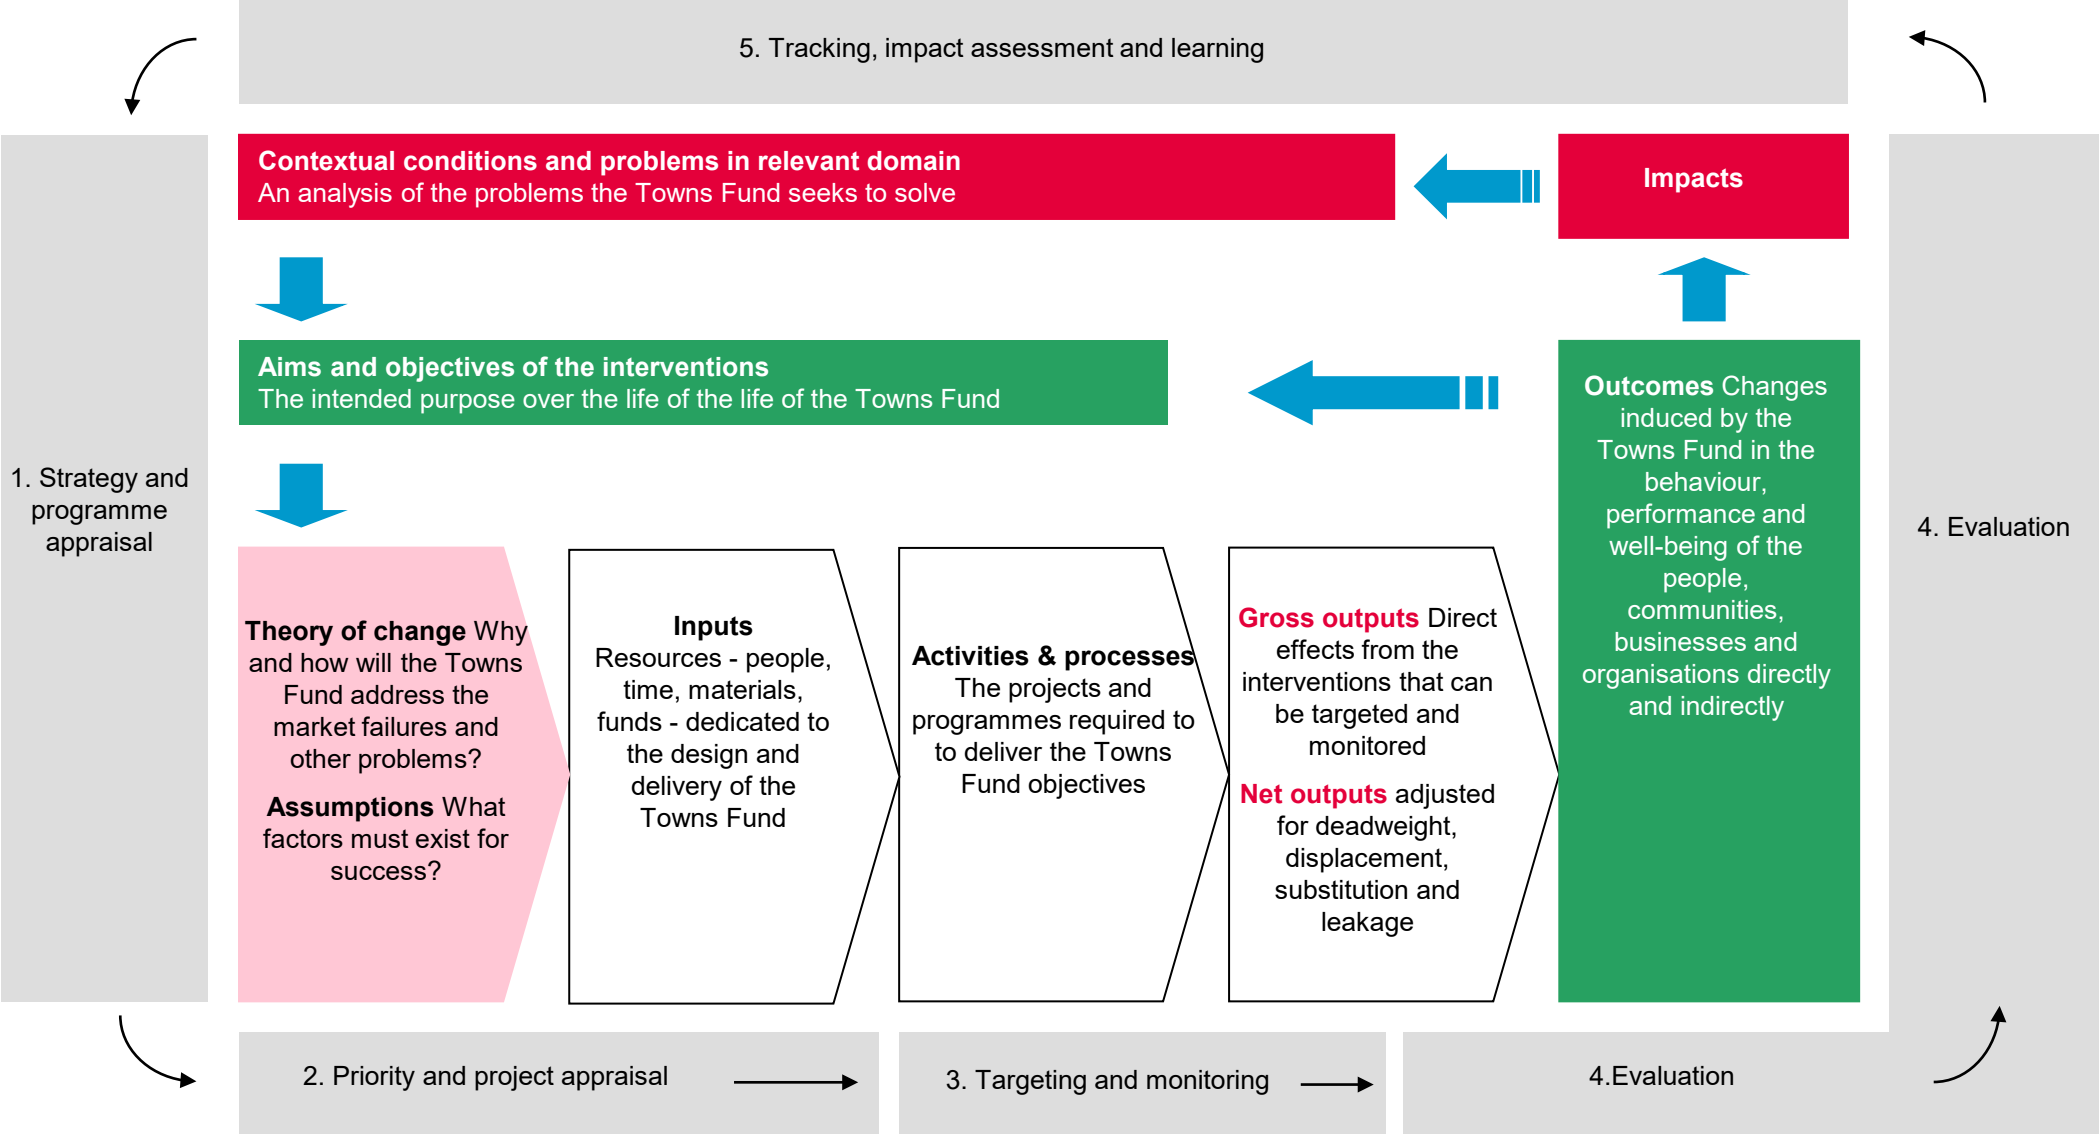 5. Tracking, impact assessment and learning
Contextual conditions and problems in relevant domain
An analysis of the problems the Towns Fund seeks to solve
Impacts
Aims and objectives of the interventions
The intended purpose over the life of the life of the Towns Fund
1. Strategy and
programme
appraisal
Theory of change Why
and how will the Towns
Fund address the
market failures and
other problems?
Assumptions What
factors must exist for
success?
Inputs
Resources - people,
time, materials,
funds - dedicated to
the design and
delivery of the
Towns Fund
Activities & processes
The projects and
programmes required to
to deliver the Towns
Fund objectives
Gross outputs Direct
effects from the
interventions that can
be targeted and
monitored
Net outputs adjusted
for deadweight,
displacement,
substitution and
leakage
Outcomes Changes
induced by the
Towns Fund in the
behaviour,
performance and
well-being of the
people,
communities,
businesses and
organisations directly
and indirectly
4. Evaluation
2. Priority and project appraisal
3. Targeting and monitoring
4.Evaluation